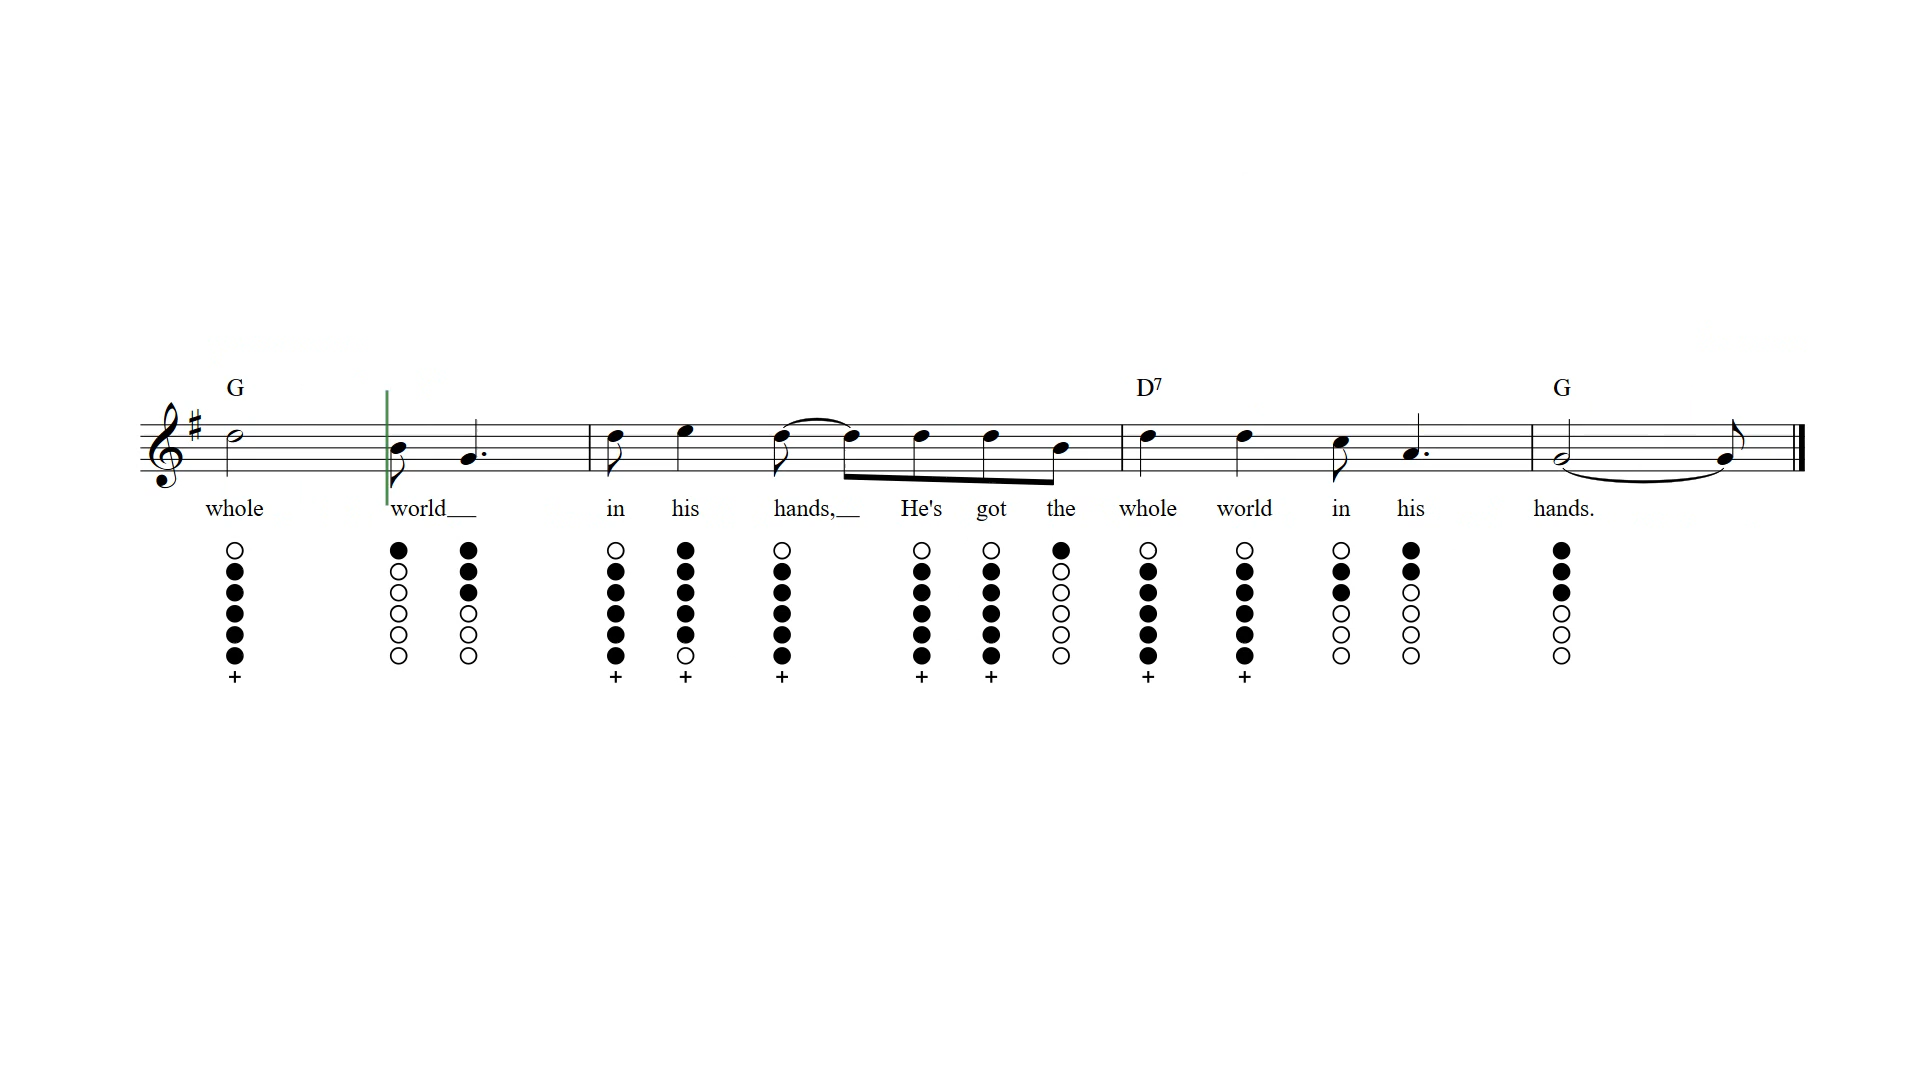 G D⁷ G
whole world__ in his hands,__ He's got the whole world in his hands.
+ + + + + + + +